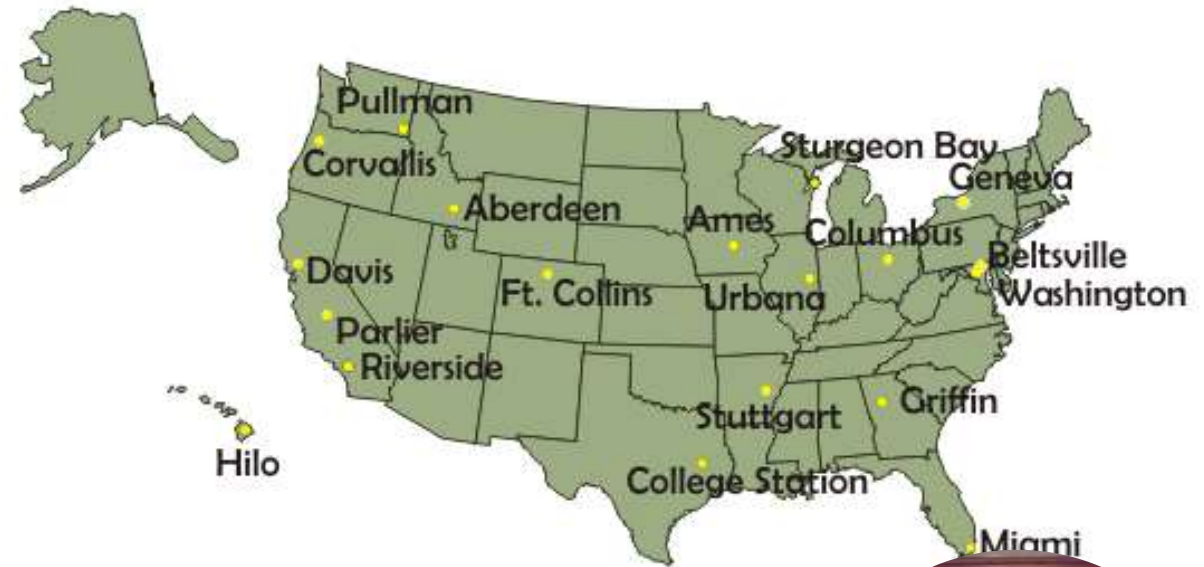 Pullman
Sturgeon Bay
Corvallis
Geneva
Aberdeen
Ames
Columbus
Beltsville
Davis
Ft. Collins
Urbana
Washington
Parlier
Riverside
Griffin
Stuttgart
Hilo
College Station
Miami